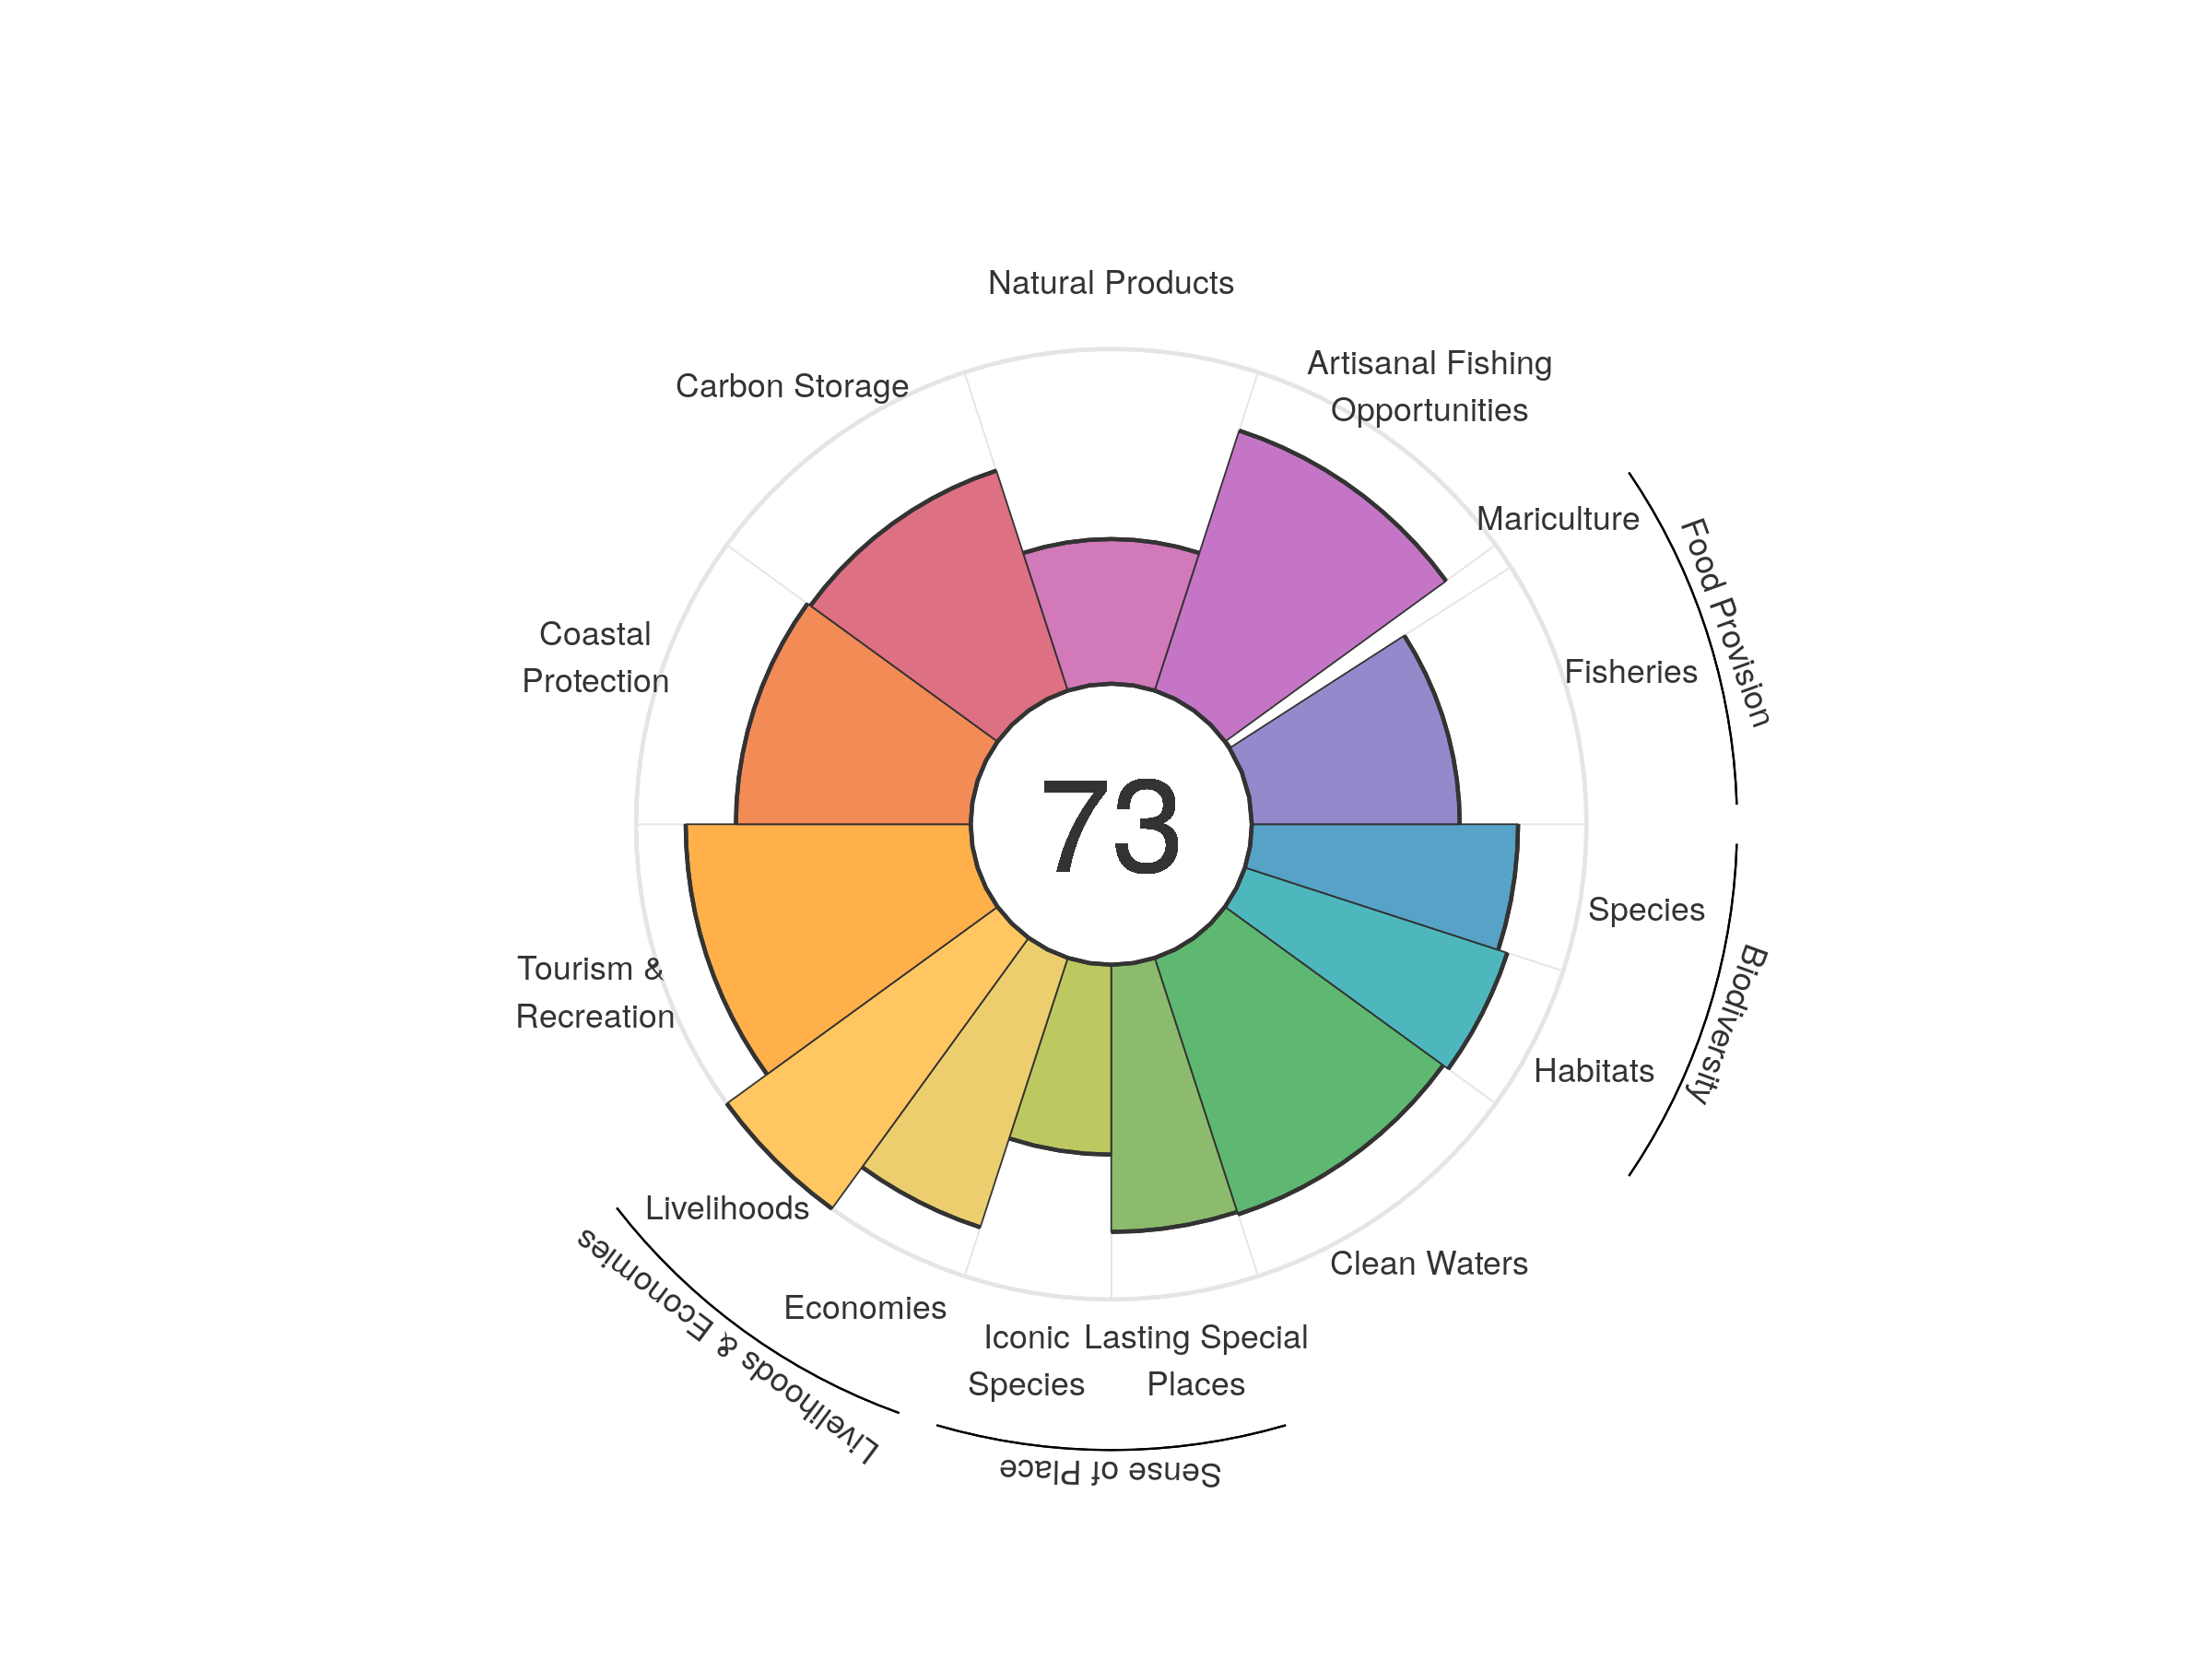 Natural Products
Artisanal Fishing
Opportunities
Carbon Storage
Mariculture
Food Provision
Coastal
Protection
Fisheries
73
Species
Biodiversity
Tourism &
Recreation
Habitats
Livelihoods
Livelihoods & Economies
Clean Waters
Economies
Iconic
Species
Lasting Special
Places
Sense of Place